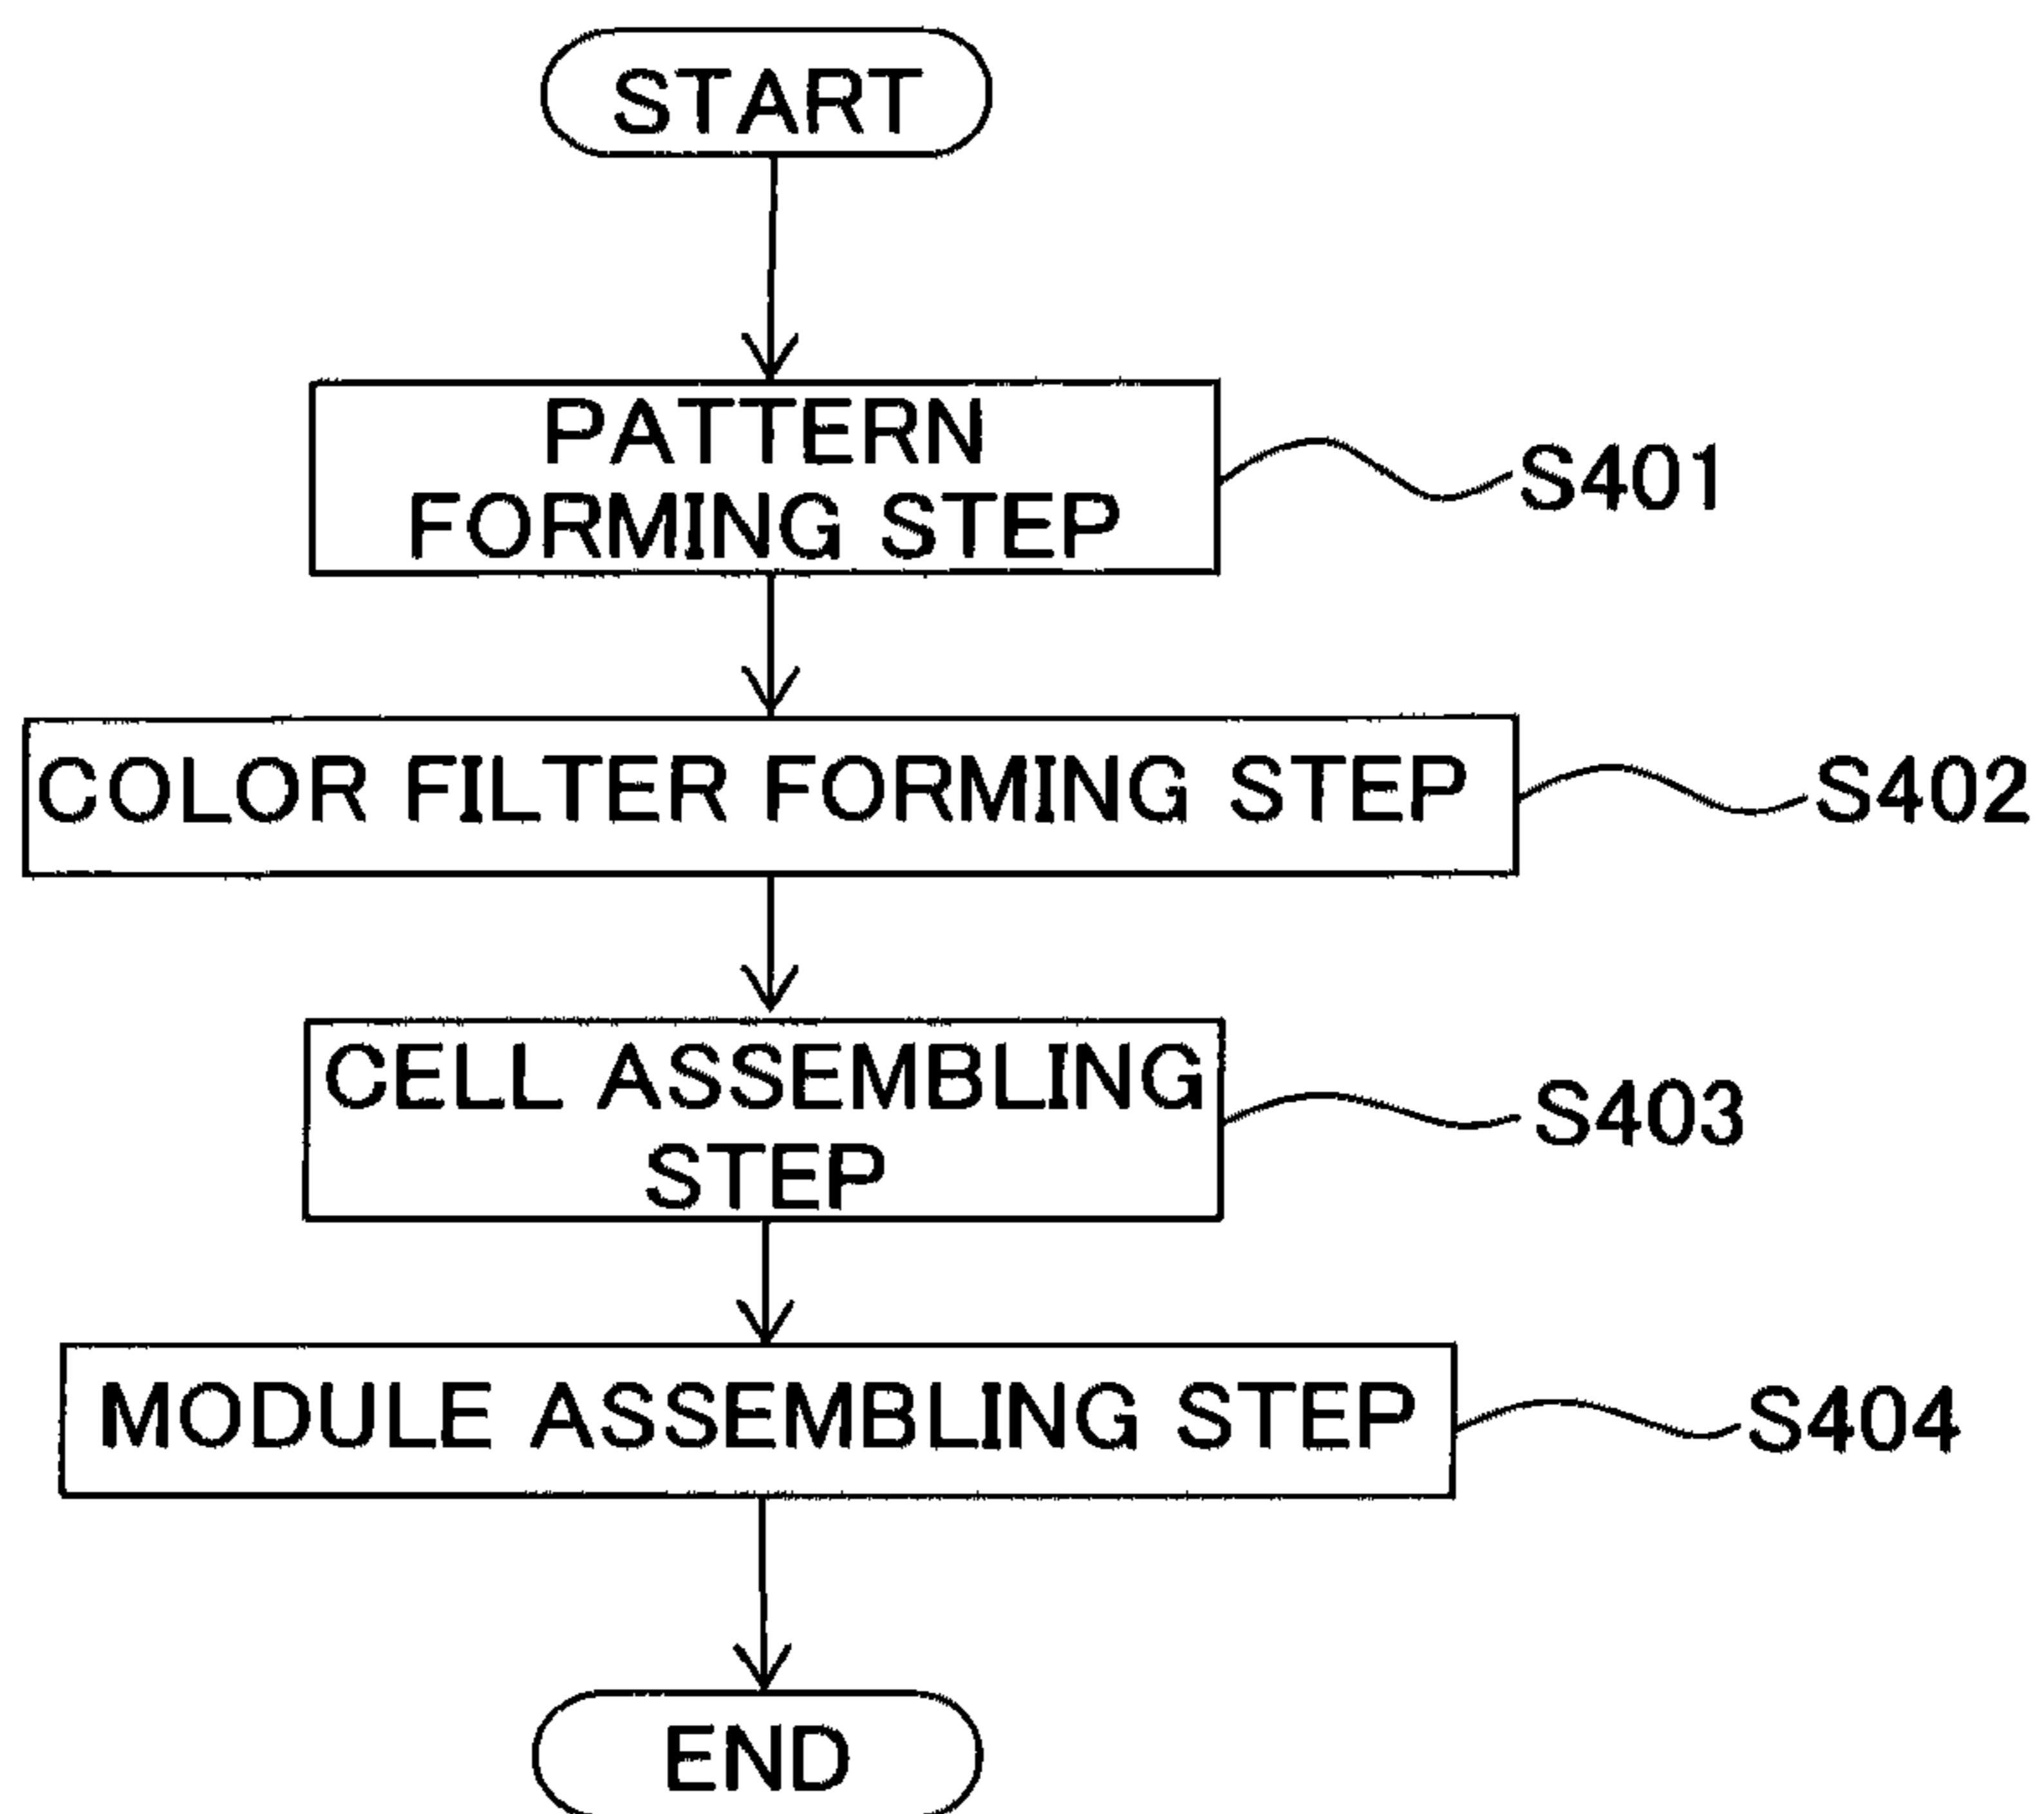 START
PATTERN
FORMING STEP
S401
COLOR FILTER FORMING STEP
S402
CELL ASSEMBLING
STEP
S403
MODULE ASSEMBLING STEP
S404
END